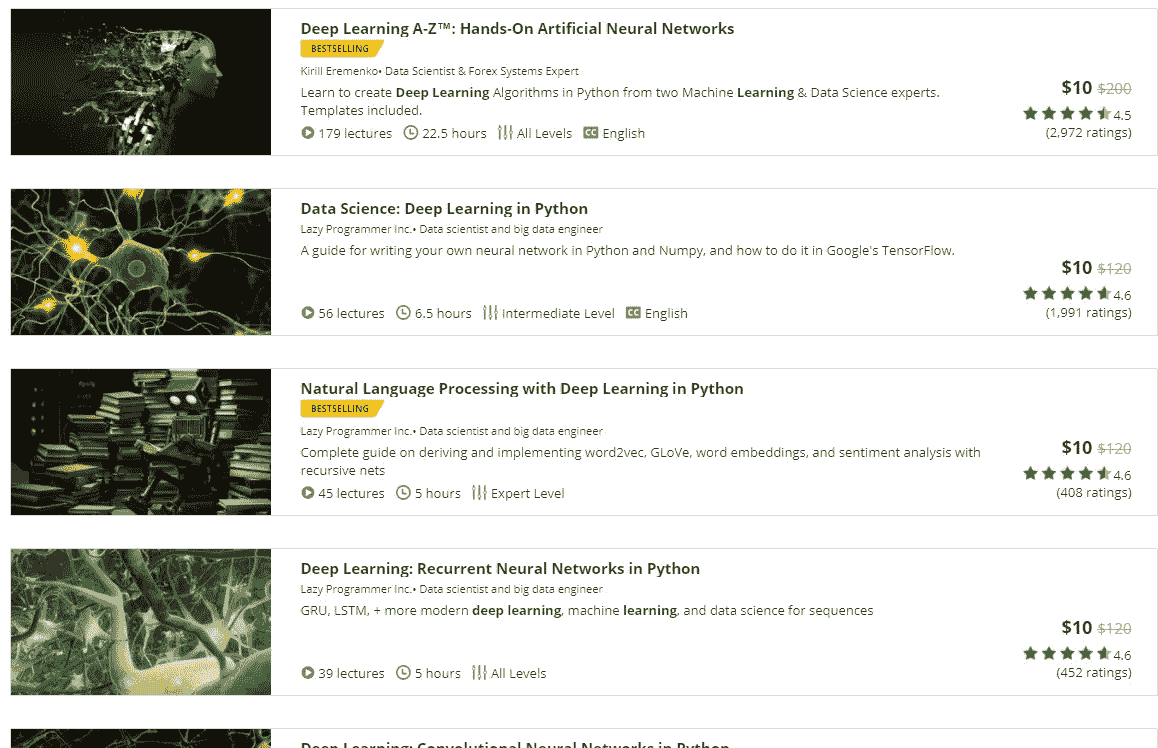 Deep Learning A-Z™: Hands-On Artificial Neural Networks
BESTSELLING
Kirill Eremenko• Data Scientist & Forex Systems Expert
Learn to create Deep Learning Algorithms in Python from two Machine Learning & Data Science experts.
Templates included.
179 lectures 22.5 hours All Levels CC English
$10 $200
4.5
(2,972 ratings)
Data Science: Deep Learning in Python
Lazy Programmer Inc.• Data scientist and big data engineer
A guide for writing your own neural network in Python and Numpy, and how to do it in Google's TensorFlow.
56 lectures 6.5 hours Intermediate Level CC English
$10 $120
4.6
(1,991 ratings)
Natural Language Processing with Deep Learning in Python
BESTSELLING
Lazy Programmer Inc.• Data scientist and big data engineer
Complete guide on deriving and implementing word2vec, GLoVe, word embeddings, and sentiment analysis with
recursive nets
45 lectures 5 hours Expert Level
$10 $120
4.6
(408 ratings)
Deep Learning: Recurrent Neural Networks in Python
Lazy Programmer Inc.• Data scientist and big data engineer
GRU, LSTM, + more modern deep learning, machine learning, and data science for sequences
39 lectures 5 hours All Levels
$10 $120
4.6
(452 ratings)
Deep Learning: Convolutional Neural Networks in Python